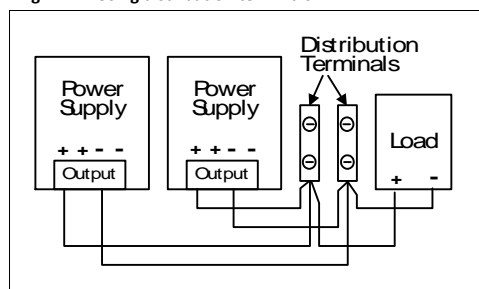 Distribution
Terminals
Power
Supply
+ + - -
Output
Power
Supply
+ + - -
Output
Load
+ -